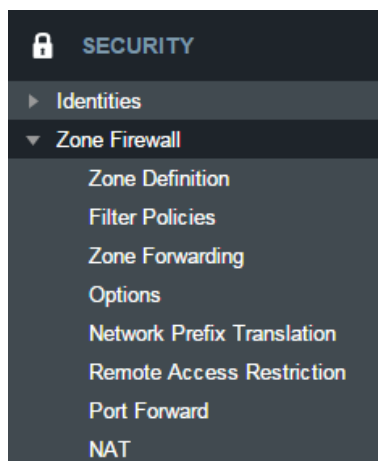 SECURITY
Identities
Zone Firewall
Zone Definition
Filter Policies
Zone Forwarding
Options
Network Prefix Translation
Remote Access Restriction
Port Forward
NAT